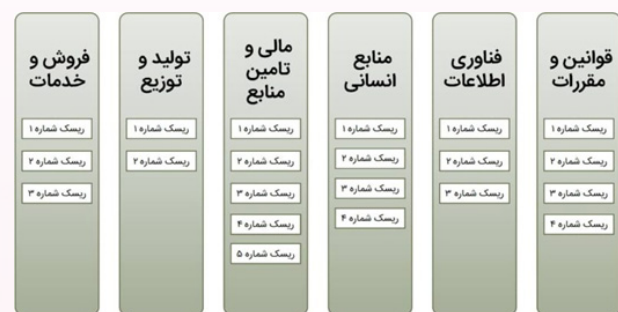 قوانین و
مقررات
ریسک شماره ۱
ریسک شماره ۲
ریسک شماره ۳
ریسک شماره ۴
فناوری
اطلاعات
ریسک شماره ۱
ریسک شماره ۲
ریسک شماره ۳
منابع
انسانی
ریسک شماره ۱
ریسک شماره ۲
ریسک شماره ۳
ریسک شماره ۴
مالی و
تامین
منابع
ریسک شماره ۱
ریسک شماره ۲
ریسک شماره ۳
ریسک شماره ۴
ریسک شماره ۵
تولید و
توزیع
ریسک شماره ۱
ریسک شماره ۲
فروش و
خدمات
ریسک شماره ۱
ریسک شماره ۲
ریسک شماره ۳